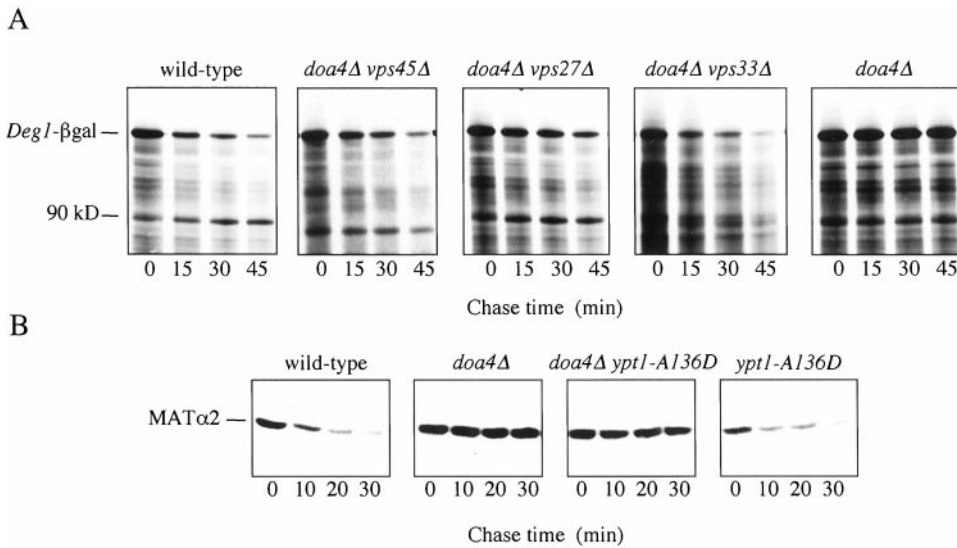 A
wild-type doa4Δ vps45Δ doa4Δ vps27Δ doa4Δ vps33Δ doa4Δ
Deg1-βgal
90 kD
0 15 30 45 0 15 30 45 0 15 30 45 0 15 30 45 0 15 30 45
Chase time (min)
B
wild-type doa4Δ doa4Δ ypt1-A136D ypt1-A136D
MATα2
0 10 20 30 0 10 20 30 0 10 20 30 0 10 20 30
Chase time (min)